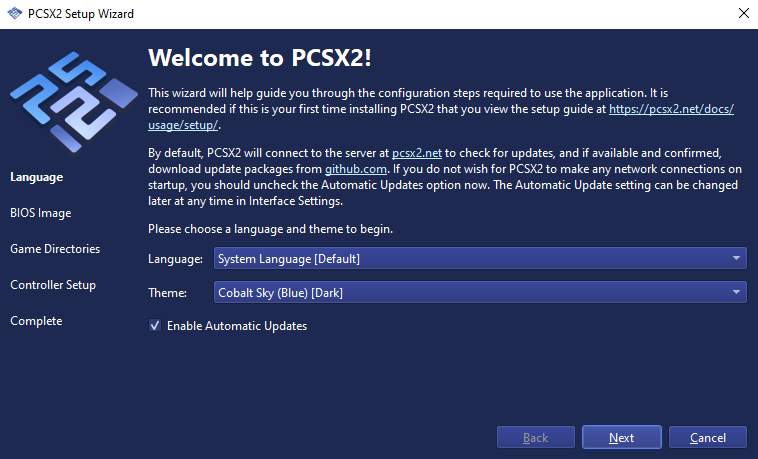 PCSX2 Setup Wizard
Welcome to PCSX2!
This wizard will help guide you through the configuration steps required to use the application. It is
recommended if this is your first time installing PCSX2 that you view the setup guide at https://pcsx2.net/docs/
usage/setup/.
By default, PCSX2 will connect to the server at pcsx2.net to check for updates, and if available and confirmed,
download update packages from github.com. If you do not wish for PCSX2 to make any network connections on
startup, you should uncheck the Automatic Updates option now. The Automatic Update setting can be changed
later at any time in Interface Settings.
Please choose a language and theme to begin.
Language
BIOS Image
Game Directories
Controller Setup
Complete
Language: System Language [Default]
Theme: Cobalt Sky (Blue) [Dark]
Enable Automatic Updates
Back Next Cancel